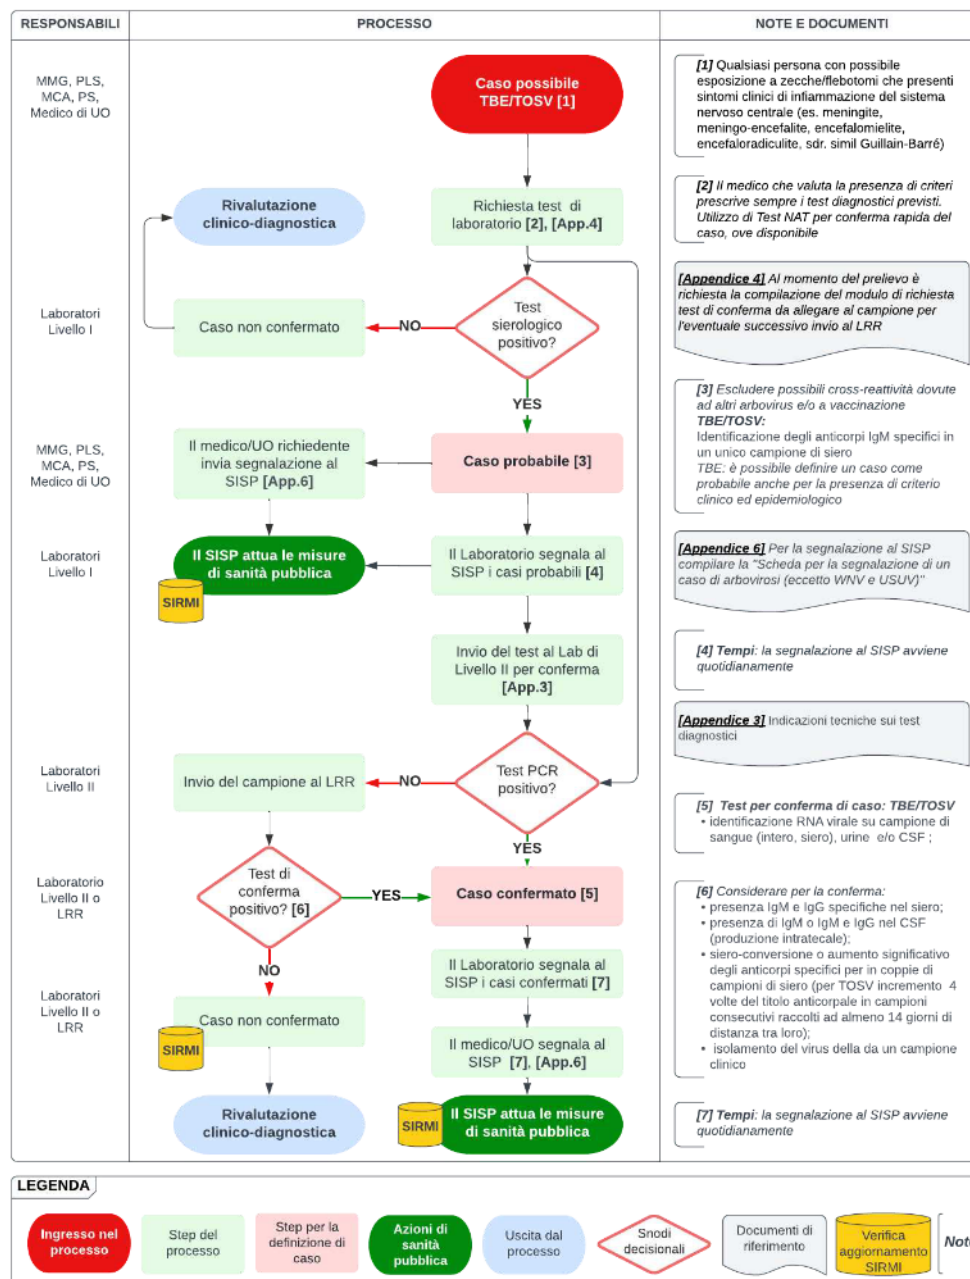 RESPONSABILI
PROCESSO
NOTE E DOCUMENTI
MMG, PLS,
MCA, PS,
Medico di UO
Caso possibile
TBE/TOSV [1]
[1] Qualsiasi persona con possibile
esposizione a zecche/flebotomi che presenti
sintomi clinici di infiammazione del sistema
nervoso centrale (es. meningite,
meningo-encefalite, encefalomielite,
encefaloradiculite, sdr. simil Guillain-Barré)
Rivalutazione
clinico-diagnostica
Richiesta test di
laboratorio [2], [App.4]
[2] Il medico che valuta la presenza di criteri
prescrive sempre i test diagnostici previsti.
Utilizzo di Test NAT per conferma rapida del
caso, ove disponibile
Laboratori
Livello I
Caso non confermato
NO
Test
sierologico
positivo?
YES
[Appendice 4] Al momento del prelievo è
richiesta la compilazione del modulo di richiesta
test di conferma da allegare al campione per
l'eventuale successivo invio al LRR
MMG, PLS,
MCA, PS,
Medico di UO
Il medico/UO richiedente
invia segnalazione al
SISP [App.6]
Caso probabile [3]
[3] Escludere possibili cross-reattività dovute
ad altri arbovirus e/o a vaccinazione
TBE/TOSV:
Identificazione degli anticorpi IgM specifici in
un unico campione di siero
TBE: è possibile definire un caso come
probabile anche per la presenza di criterio
clinico ed epidemiologico
Laboratori
Livello I
Il SISP attua le misure
di sanità pubblica
SIRMI
Il Laboratorio segnala al
SISP i casi probabili [4]
[Appendice 6] Per la segnalazione al SISP
compilare la "Scheda per la segnalazione di un
caso di arbovirosi (eccetto WNV e USUV)"
Invio del test al Lab di
Livello II per conferma
[App.3]
[4] Tempi: la segnalazione al SISP avviene
quotidianamente
[Appendice 3] Indicazioni tecniche sui test
diagnostici
Laboratori
Livello II
Invio del campione al LRR
NO
Test PCR
positivo?
YES
[5] Test per conferma di caso: TBE/TOSV
• identificazione RNA virale su campione di
sangue (intero, siero), urine e/o CSF ;
Laboratorio
Livello II o
LRR
Test di
conferma
positivo? [6]
YES
NO
Caso confermato [5]
[6] Considerare per la conferma:
• presenza IgM e IgG specifiche nel siero;
• presenza di IgM o IgM e IgG nel CSF
(produzione intratecale);
• siero-conversione o aumento significativo
degli anticorpi specifici per in coppie di
campioni di siero (per TOSV incremento 4
volte del titolo anticorpale in campioni
consecutivi raccolti ad almeno 14 giorni di
distanza tra loro);
• isolamento del virus della da un campione
clinico
Il Laboratorio segnala al
SISP i casi confermati [7]
Laboratori
Livello II o
LRR
Caso non confermato
SIRMI
Il medico/UO segnala al
SISP [7], [App.6]
Rivalutazione
clinico-diagnostica
SIRMI
Il SISP attua le misure
di sanità pubblica
[7] Tempi: la segnalazione al SISP avviene
quotidianamente
LEGENDA
Ingresso nel
processo
Step del
processo
Step per la
definizione di
caso
Azioni di
sanità
pubblica
Uscita dal
processo
Snodi
decisionali
Documenti di
riferimento
Verifica
aggiornamento
SIRMI
Not